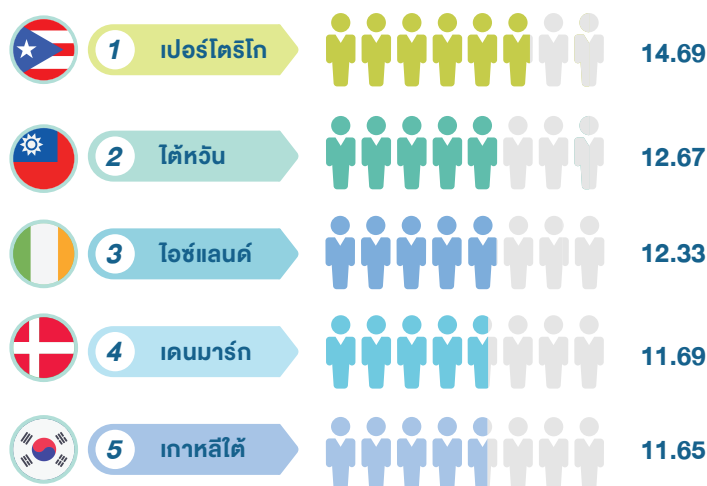 1 เปอร์โตริโก 14.69
2 ไต้หวัน 12.67
3 ไอซ์แลนด์ 12.33
4 เดนมาร์ก 11.69
5 เกาหลีใต้ 11.65